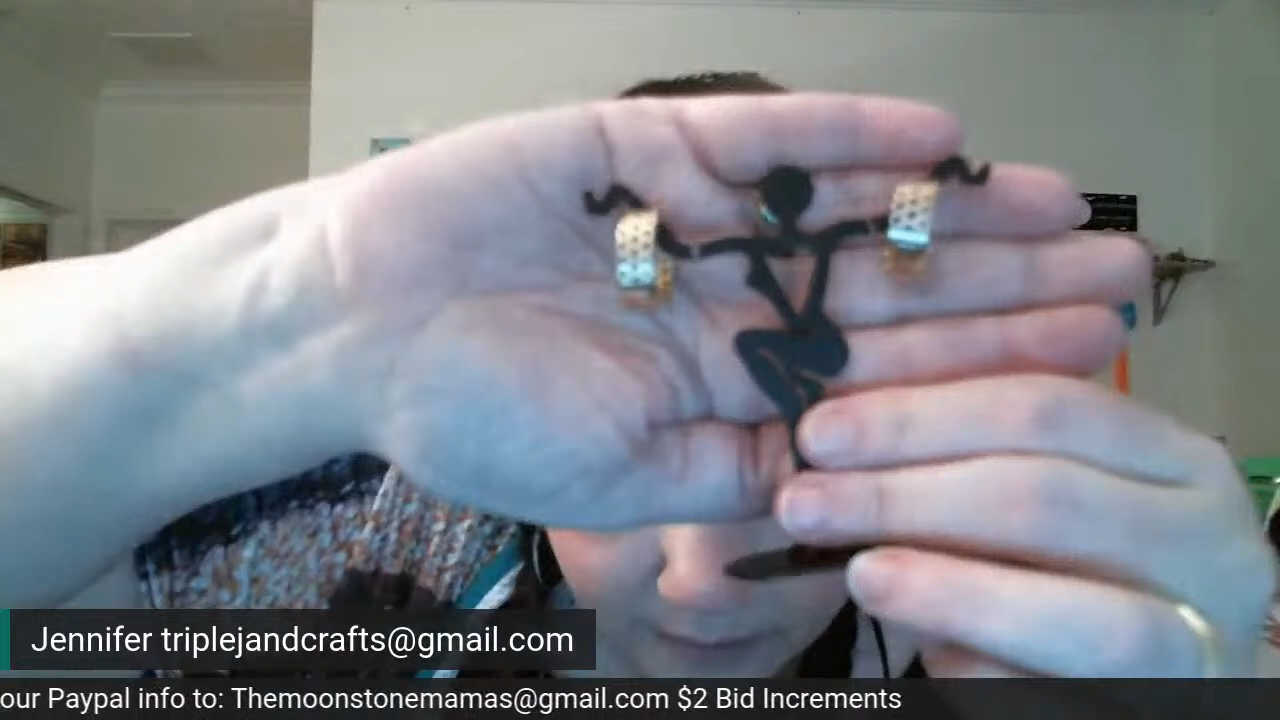 Jennifer triplejandcrafts@gmail.com
our Paypal info to: Themoonstonemamas@gmail.com $2 Bid Increments